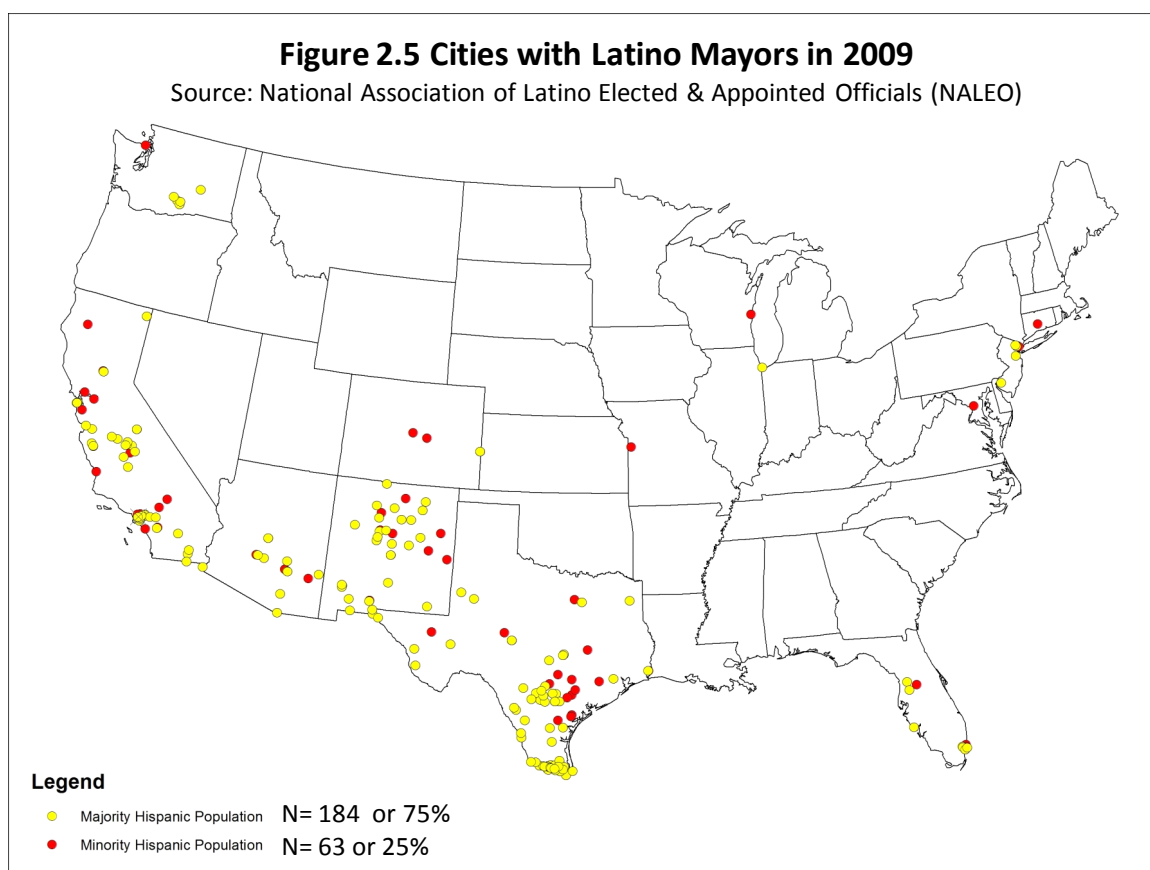 Figure 2.5 Cities with Latino Mayors in 2009
Source: National Association of Latino Elected & Appointed Officials (NALEO)
Legend
Majority Hispanic Population N= 184 or 75%
Minority Hispanic Population N= 63 or 25%